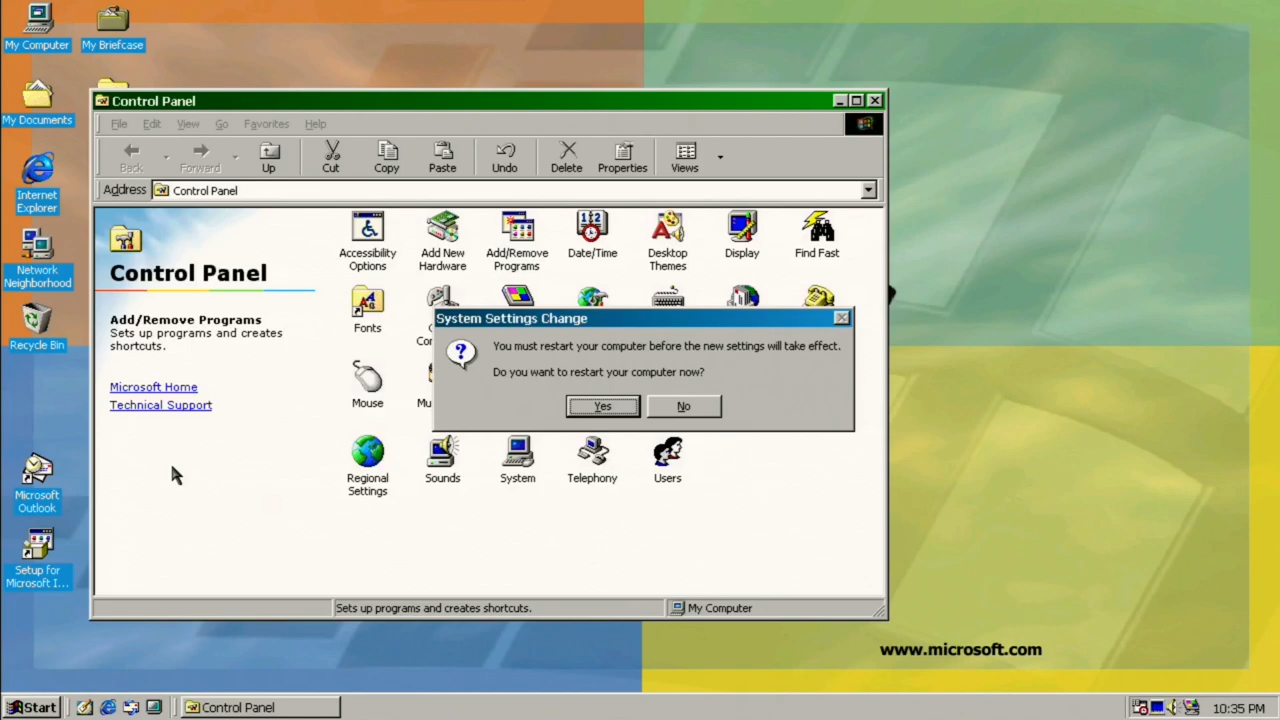 My Computer
My Briefcase
My Documents
Internet
Explorer
Network
Neighborhood
Recycle Bin
Microsoft
Outlook
Setup for
Microsoft I...
Control Panel
File Edit View Go Favorites Help
Back Forward Up Cut Copy Paste Undo Delete Properties Views
Address Control Panel
Control Panel
Add/Remove Programs
Sets up programs and creates
shortcuts.
Microsoft Home
Technical Support
Accessibility
Options
Add New
Hardware
Add/Remove
Programs
Date/Time
Desktop
Themes
Display
Find Fast
Fonts
Mouse
Regional
Settings
Sounds
System
Telephony
Users
System Settings Change
You must restart your computer before the new settings will take effect.
Do you want to restart your computer now?
Yes No
Sets up programs and creates shortcuts.
My Computer
www.microsoft.com
Start
Control Panel
10:35 PM